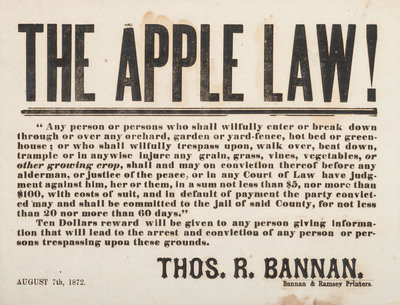 THE APPLE LAW!
" Any person or persons who shall wilfully enter or break down
through or over any orchard, garden or yard-fence, hot bed or green-
house ; or who shall wilfully trespass upon, walk over, beat down,
trample or in anywise injure any grain, grass, vines, vegetables, or
other growing crop, shall and may on conviction thereof before any
alderman, or justice of the peace, or in any Court of Law have judg-
ment against him, her or them, in a sum not less than $5, nor more than
$100, with costs of suit, and in default of payment the party convict-
ed may and shall be committed to the jail of said County, for not less
than 20 nor more than 60 days."
Ten Dollars reward will be given to any person giving informa-
tion that will lead to the arrest and conviction of any person or per-
sons trespassing upon these grounds.
THOS. R. BANNAN.
AUGUST 7th, 1872.
Bannan & Ramsey Printers.